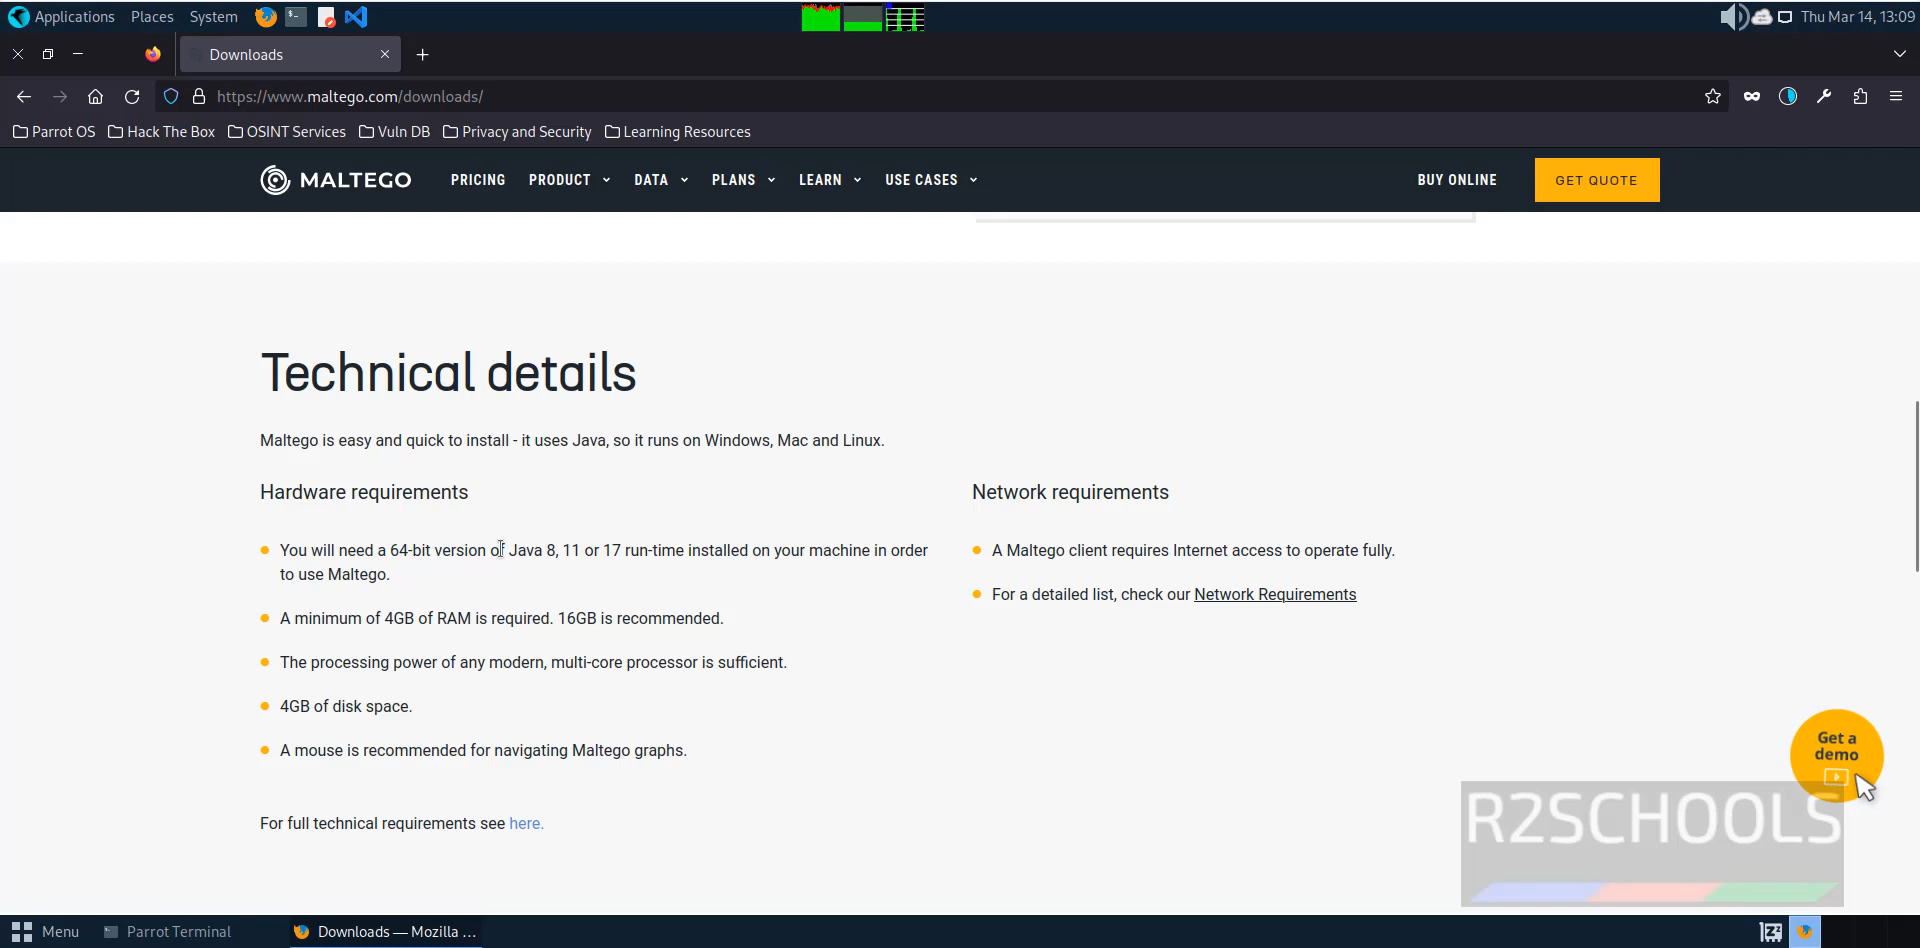 Applications Places System Thu Mar 14, 13:09
Downloads
https://www.maltego.com/downloads/
Parrot OS Hack The Box OSINT Services Vuln DB Privacy and Security Learning Resources
MALTEGO PRICING PRODUCT DATA PLANS LEARN USE CASES BUY ONLINE GET QUOTE
Technical details
Maltego is easy and quick to install - it uses Java, so it runs on Windows, Mac and Linux.
Hardware requirements
You will need a 64-bit version of Java 8, 11 or 17 run-time installed on your machine in order
to use Maltego.
A minimum of 4GB of RAM is required. 16GB is recommended.
The processing power of any modern, multi-core processor is sufficient.
4GB of disk space.
A mouse is recommended for navigating Maltego graphs.
For full technical requirements see here.
Network requirements
A Maltego client requires Internet access to operate fully.
For a detailed list, check our Network Requirements
Get a
demo
R2SCHOOLS
Menu Parrot Terminal Downloads — Mozilla ...